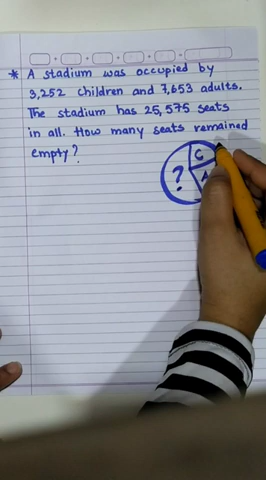 * A stadium was occupied by
3,252 children and 7,653 adults.
The stadium has 25,575 seats
in all. How many seats remained
empty?
C
?
A